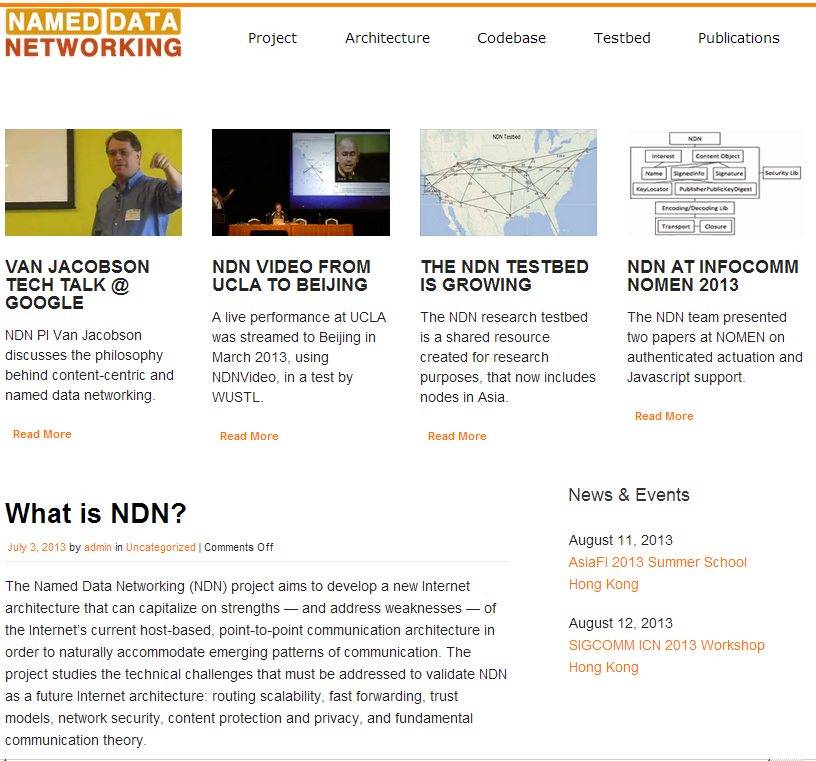 NAMED DATA
NETWORKING
Project
Architecture
Codebase
Testbed
Publications
NDN Testbed
NDN
Interest
Content Object
Name
SignedInfo
Signature
Security Lib
KeyLocator
PublisherPublicKeyDigest
Encoding/Decoding Lib
Transport
Closure
VAN JACOBSON
TECH TALK @
GOOGLE
NDN PI Van Jacobson
discusses the philosophy
behind content-centric and
named data networking.
Read More
NDN VIDEO FROM
UCLA TO BEIJING
A live performance at UCLA
was streamed to Beijing in
March 2013, using
NDNVideo, in a test by
WUSTL.
Read More
THE NDN TESTBED
IS GROWING
The NDN research testbed
is a shared resource
created for research
purposes, that now includes
nodes in Asia.
Read More
NDN AT INFOCOMM
NOMEN 2013
The NDN team presented
two papers at NOMEN on
authenticated actuation and
Javascript support.
Read More
What is NDN?
July 3, 2013 by admin in Uncategorized | Comments Off
The Named Data Networking (NDN) project aims to develop a new Internet
architecture that can capitalize on strengths — and address weaknesses — of
the Internet's current host-based, point-to-point communication architecture in
order to naturally accommodate emerging patterns of communication. The
project studies the technical challenges that must be addressed to validate NDN
as a future Internet architecture: routing scalability, fast forwarding, trust
models, network security, content protection and privacy, and fundamental
communication theory.
News & Events
August 11, 2013
AsiaFI 2013 Summer School
Hong Kong
August 12, 2013
SIGCOMM ICN 2013 Workshop
Hong Kong